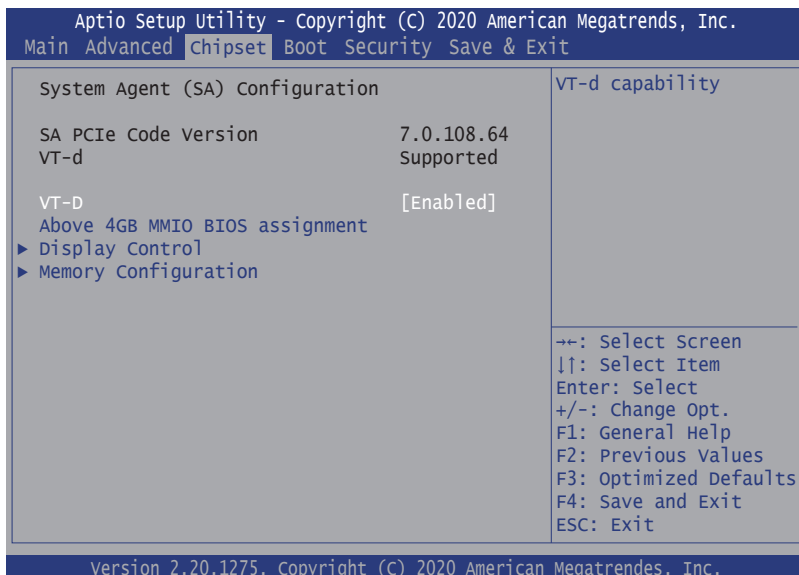 Aptio Setup Utility - Copyright (C) 2020 American Megatrends, Inc.
Main Advanced Chipset Boot Security Save & Exit
System Agent (SA) Configuration
SA PCIe Code Version 7.0.108.64
VT-d Supported
VT-D [Enabled]
Above 4GB MMIO BIOS assignment
▶ Display Control
▶ Memory Configuration
VT-d capability
→←: Select Screen
↓↑: Select Item
Enter: Select
+/-: Change Opt.
F1: General Help
F2: Previous Values
F3: Optimized Defaults
F4: Save and Exit
ESC: Exit
Version 2.20.1275. Copyright (C) 2020 American Megatrendes, Inc.